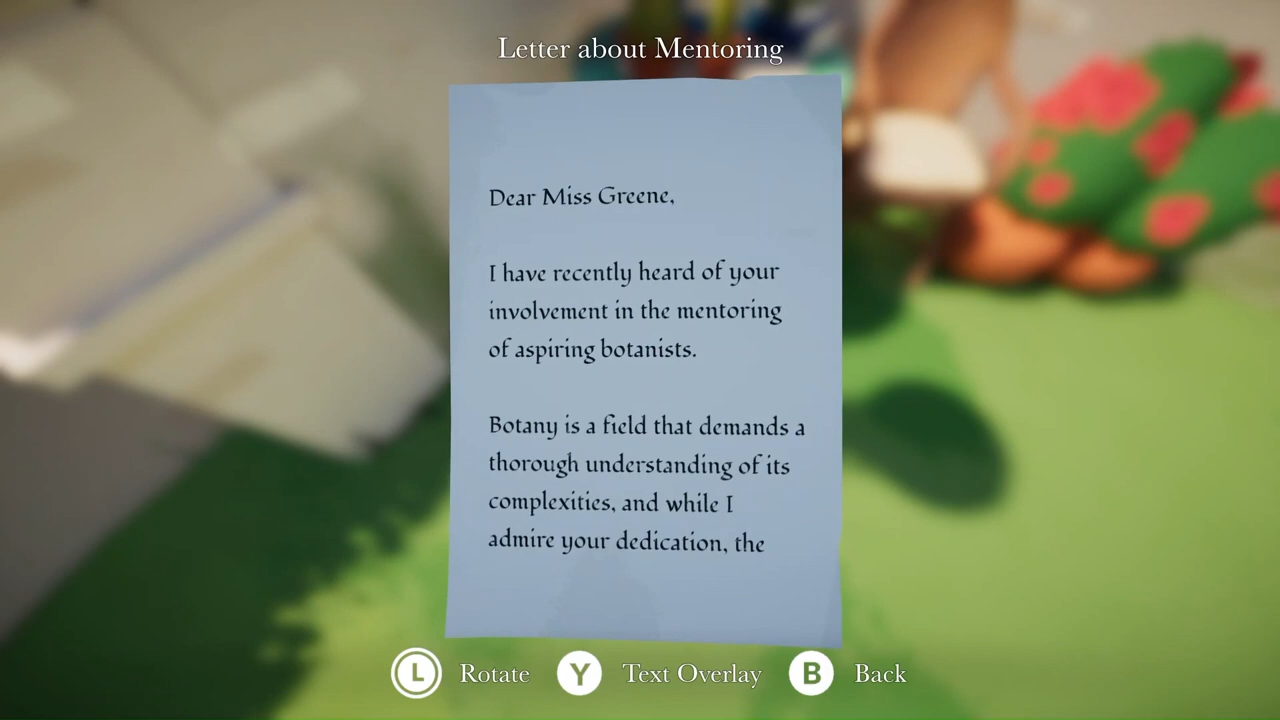 Letter about Mentoring
Dear Miss Greene,
I have recently heard of your
involvement in the mentoring
of aspiring botanists.
Botany is a field that demands a
thorough understanding of its
complexities, and while I
admire your dedication, the
L Rotate Y Text Overlay B Back